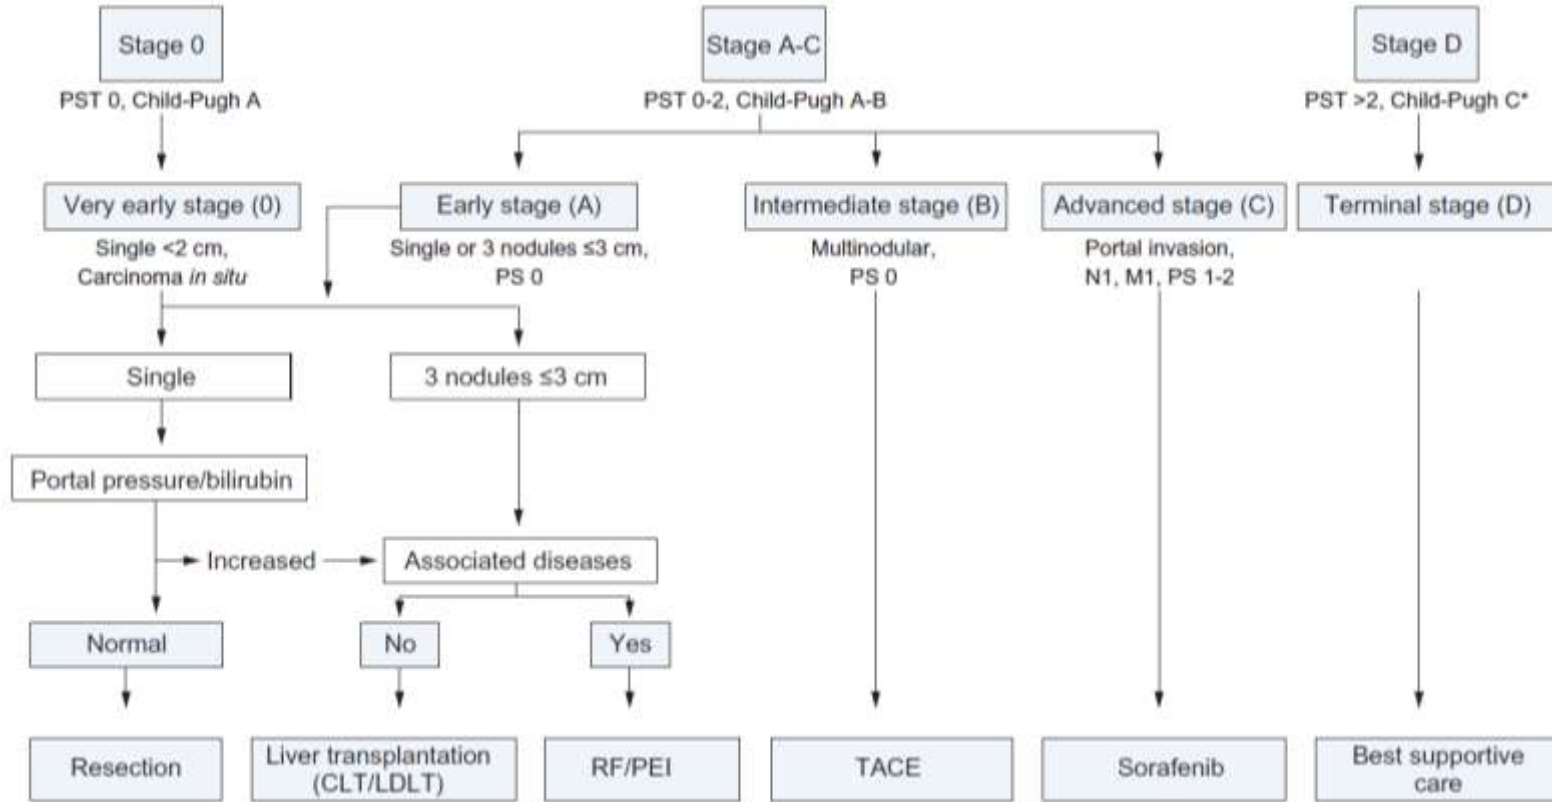 Stage 0
Stage A-C
Stage D
PST 0, Child-Pugh A
PST 0-2, Child-Pugh A-B
PST >2, Child-Pugh C*
Very early stage (0)
Early stage (A)
Intermediate stage (B)
Advanced stage (C)
Terminal stage (D)
Single <2 cm,
Carcinoma in situ
Single or 3 nodules ≤3 cm,
PS 0
Multinodular,
PS 0
Portal invasion,
N1, M1, PS 1-2
Single
3 nodules ≤3 cm
Portal pressure/bilirubin
Increased
Associated diseases
Normal
No
Yes
Resection
Liver transplantation
(CLT/LDLT)
RF/PEI
TACE
Sorafenib
Best supportive
care